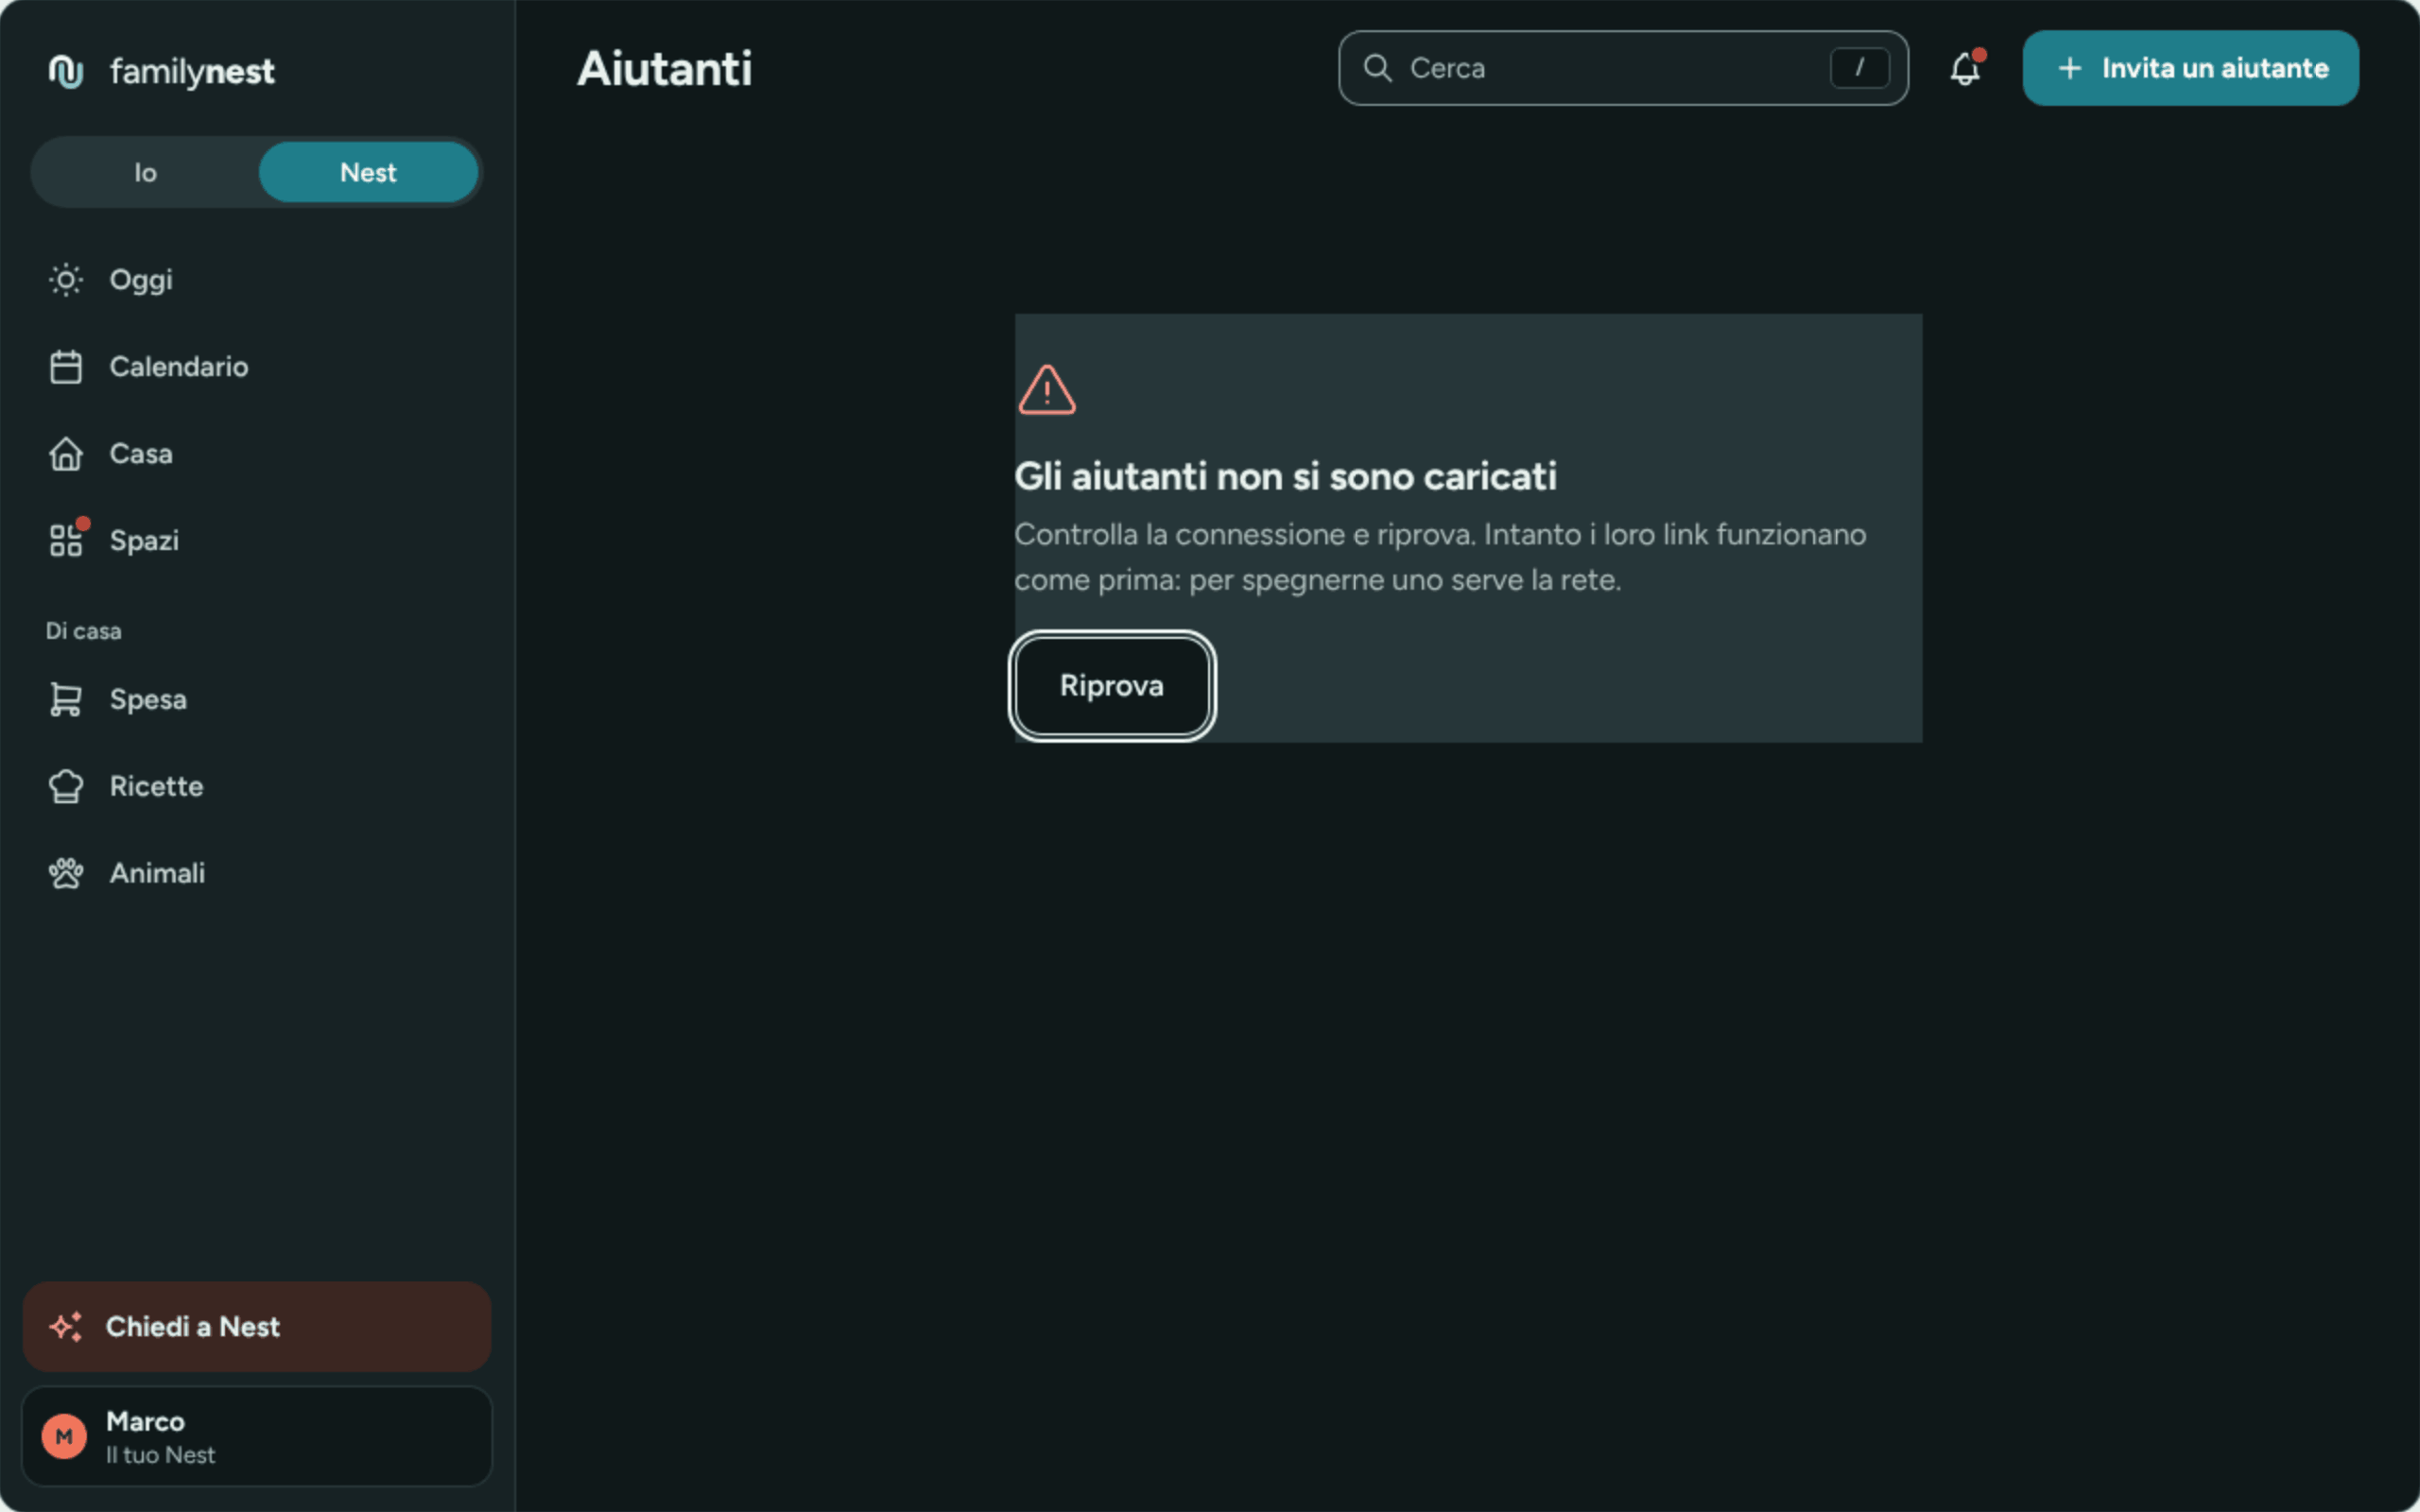 familynest
Io
Nest
Oggi
Calendario
Casa
Spazi
Di casa
Spesa
Ricette
Animali
Chiedi a Nest
M
Marco
Il tuo Nest
Aiutanti
Cerca
/
Invita un aiutante
Gli aiutanti non si sono caricati
Controlla la connessione e riprova. Intanto i loro link funzionano
come prima: per spegnerne uno serve la rete.
Riprova